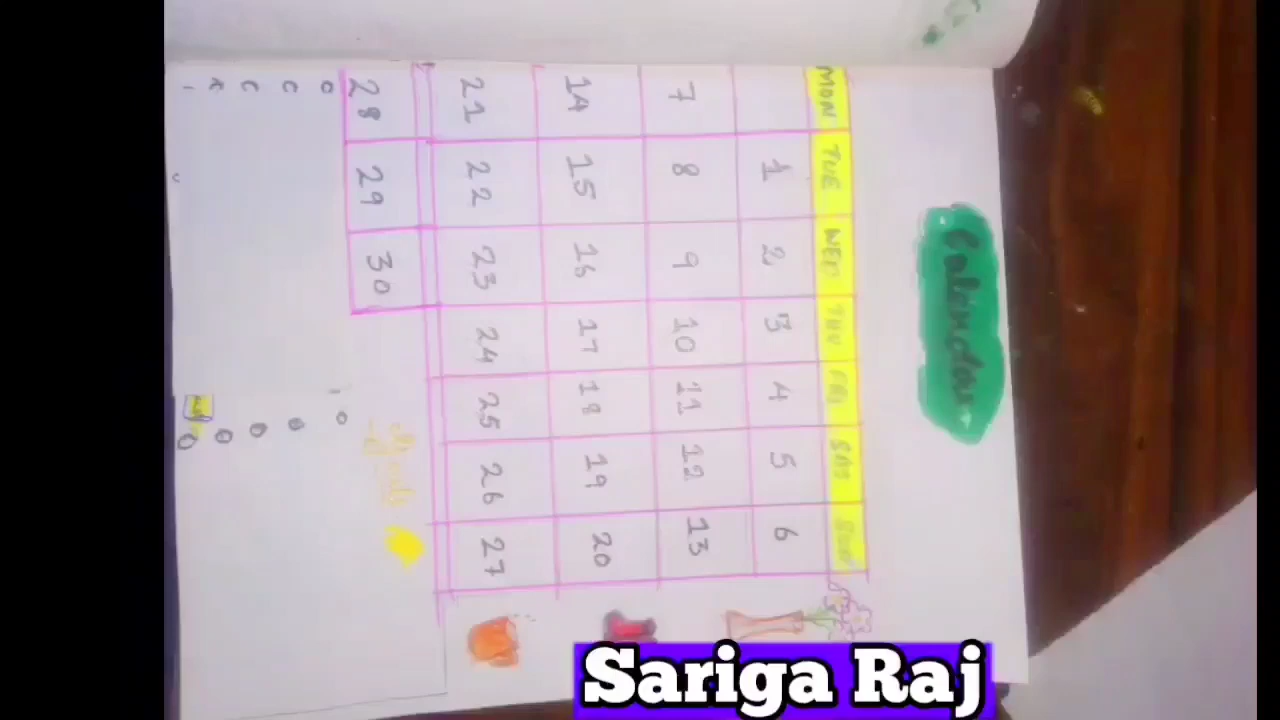 Calendar
MON TUE WED THU FRI SAT SUN
1 2 3 4 5 6
7 8 9 10 11 12 13
14 15 16 17 18 19 20
21 22 23 24 25 26 27
28 29 30
Sariga Raj